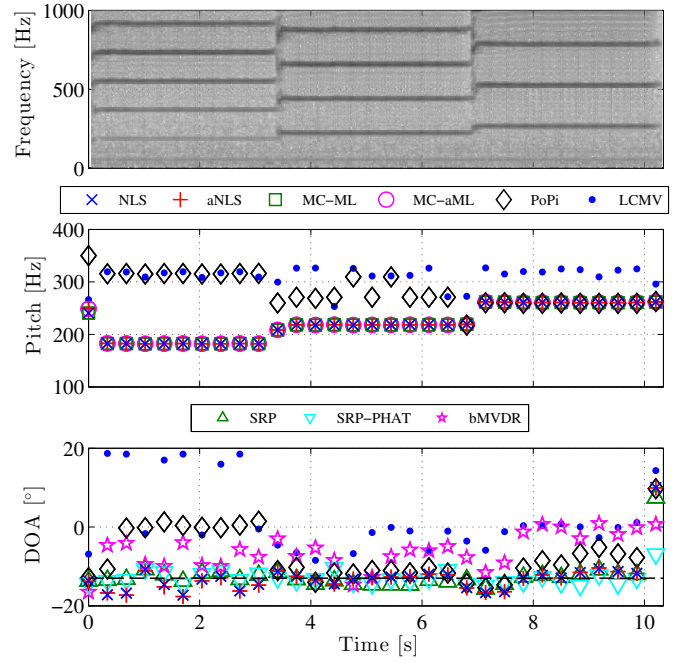 1000
500
0
Frequency [Hz]
NLS aNLS MC−ML MC−aML PoPi LCMV
400
300
200
100
Pitch [Hz]
SRP SRP−PHAT bMVDR
20
0
−20
DOA [°]
0 2 4 6 8 10
Time [s]